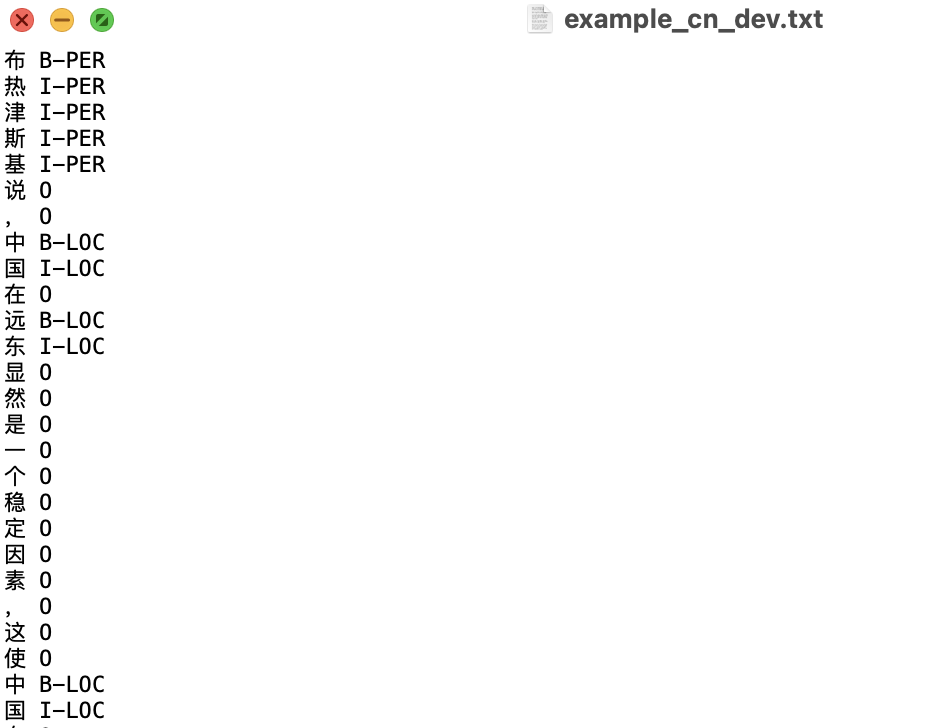 example_cn_dev.txt
布 B-PER
热 I-PER
津 I-PER
斯 I-PER
基 I-PER
说 O
， O
中 B-LOC
国 I-LOC
在 O
远 B-LOC
东 I-LOC
显 O
然 O
是 O
一 O
个 O
稳 O
定 O
因 O
素 O
， O
这 O
使 O
中 B-LOC
国 I-LOC